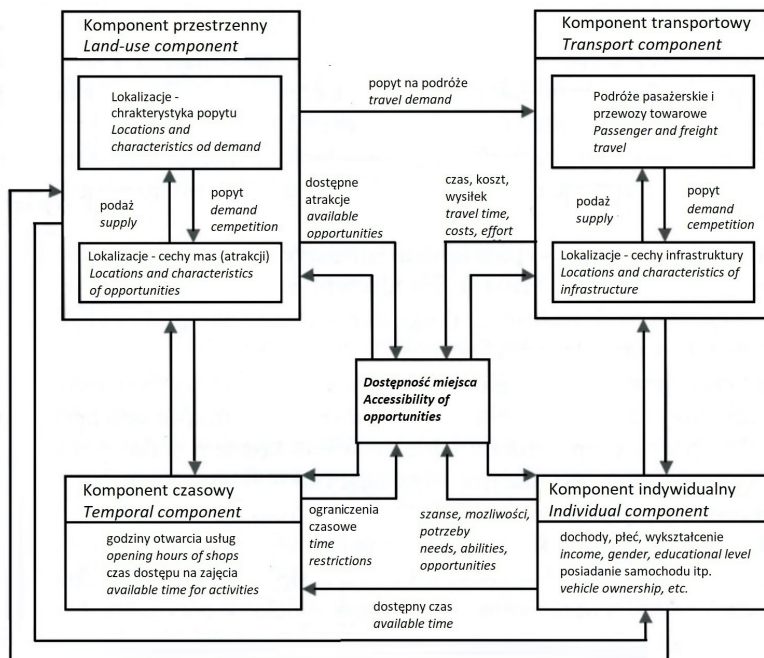 Komponent przestrzenny
Land-use component
Lokalizacje -
chrakterystyka popytu
Locations and
characteristics od demand
podaż
supply
popyt
demand
competition
Lokalizacje - cechy mas (atrakcji)
Locations and characteristics
of opportunities
popyt na podróże
travel demand
Komponent transportowy
Transport component
Podróże pasażerskie i
przewozy towarowe
Passenger and freight
travel
podaż
supply
popyt
demand
competition
Lokalizacje - cechy infrastruktury
Locations and characteristics of
infrastructure
dostępne
atrakcje
available
opportunities
czas, koszt,
wysiłek
travel time,
costs, effort
Dostępność miejsca
Accessibility of
opportunities
Komponent czasowy
Temporal component
godziny otwarcia usług
opening hours of shops
czas dostępu na zajęcia
available time for activities
ograniczenia
czasowe
time
restrictions
szanse, mozliwości,
potrzeby
needs, abilities,
opportunities
Komponent indywidualny
Individual component
dochody, płeć, wykształcenie
income, gender, educational level
posiadanie samochodu itp.
vehicle ownership, etc.
dostępny czas
available time